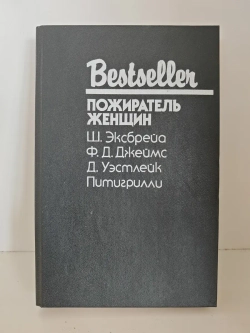 Bestseller
ПОЖИРАТЕЛЬ
ЖЕНЩИН
Ш. Эксбрейа
Ф. Д. Джеймс
Д. Уэстлейк
Питигрилли